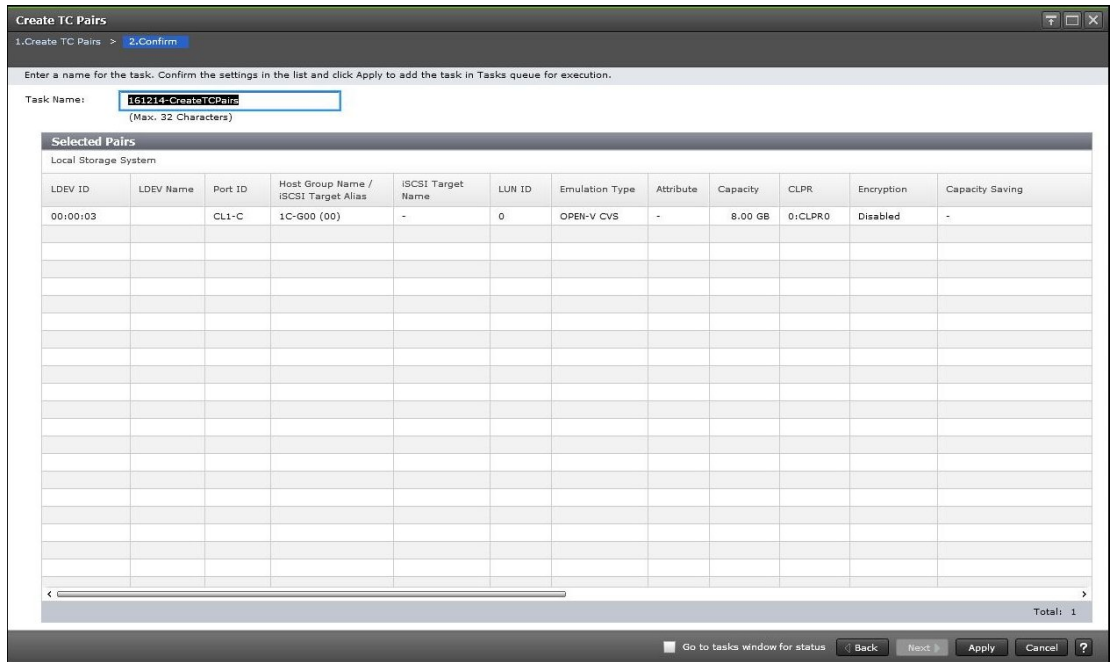 Create TC Pairs
1.Create TC Pairs > 2.Confirm
Enter a name for the task. Confirm the settings in the list and click Apply to add the task in Tasks queue for execution.
Task Name: 161214-CreateTCPairs
(Max. 32 Characters)
Selected Pairs
Local Storage System
LDEV ID LDEV Name Port ID Host Group Name / iSCSI Target Alias iSCSI Target Name LUN ID Emulation Type Attribute Capacity CLPR Encryption Capacity Saving
00:00:03 CL1-C 1C-G00 (00) - 0 OPEN-V CVS - 8.00 GB 0:CLPR0 Disabled -
Total: 1
Go to tasks window for status Back Next Apply Cancel ?